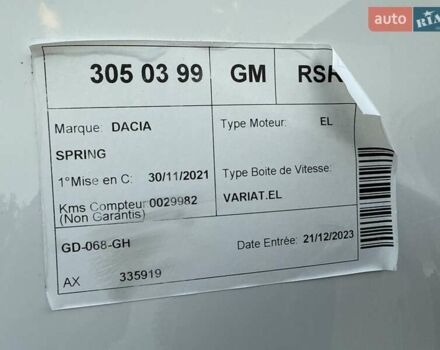 auto RIA
305 03 99 GM RSR
Marque: DACIA Type Moteur: EL
SPRING
1°Mise en C: 30/11/2021 Type Boite de Vitesse:
Kms Compteur 0029982 VARIAT.EL
(Non Garantis)
GD-068-GH Date Entrée: 21/12/2023
AX 335919